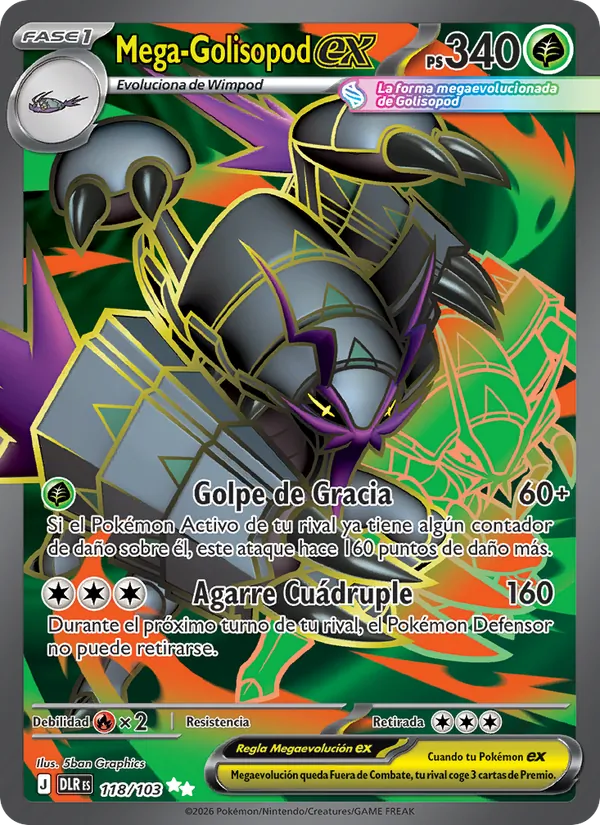 FASE 1
Mega-Golisopod ex
PS 340
Evoluciona de Wimpod
La forma megaevolucionada
de Golisopod
Golpe de Gracia 60+
Si el Pokémon Activo de tu rival ya tiene algún contador
de daño sobre él, este ataque hace 160 puntos de daño más.
Agarre Cuádruple 160
Durante el próximo turno de tu rival, el Pokémon Defensor
no puede retirarse.
Debilidad ×2 Resistencia Retirada
Ilus. 5ban Graphics
Regla Megaevolución ex
Cuando tu Pokémon ex
Megaevolución queda Fuera de Combate, tu rival coge 3 cartas de Premio.
J DLR ES 118/103
©2026 Pokémon/Nintendo/Creatures/GAME FREAK